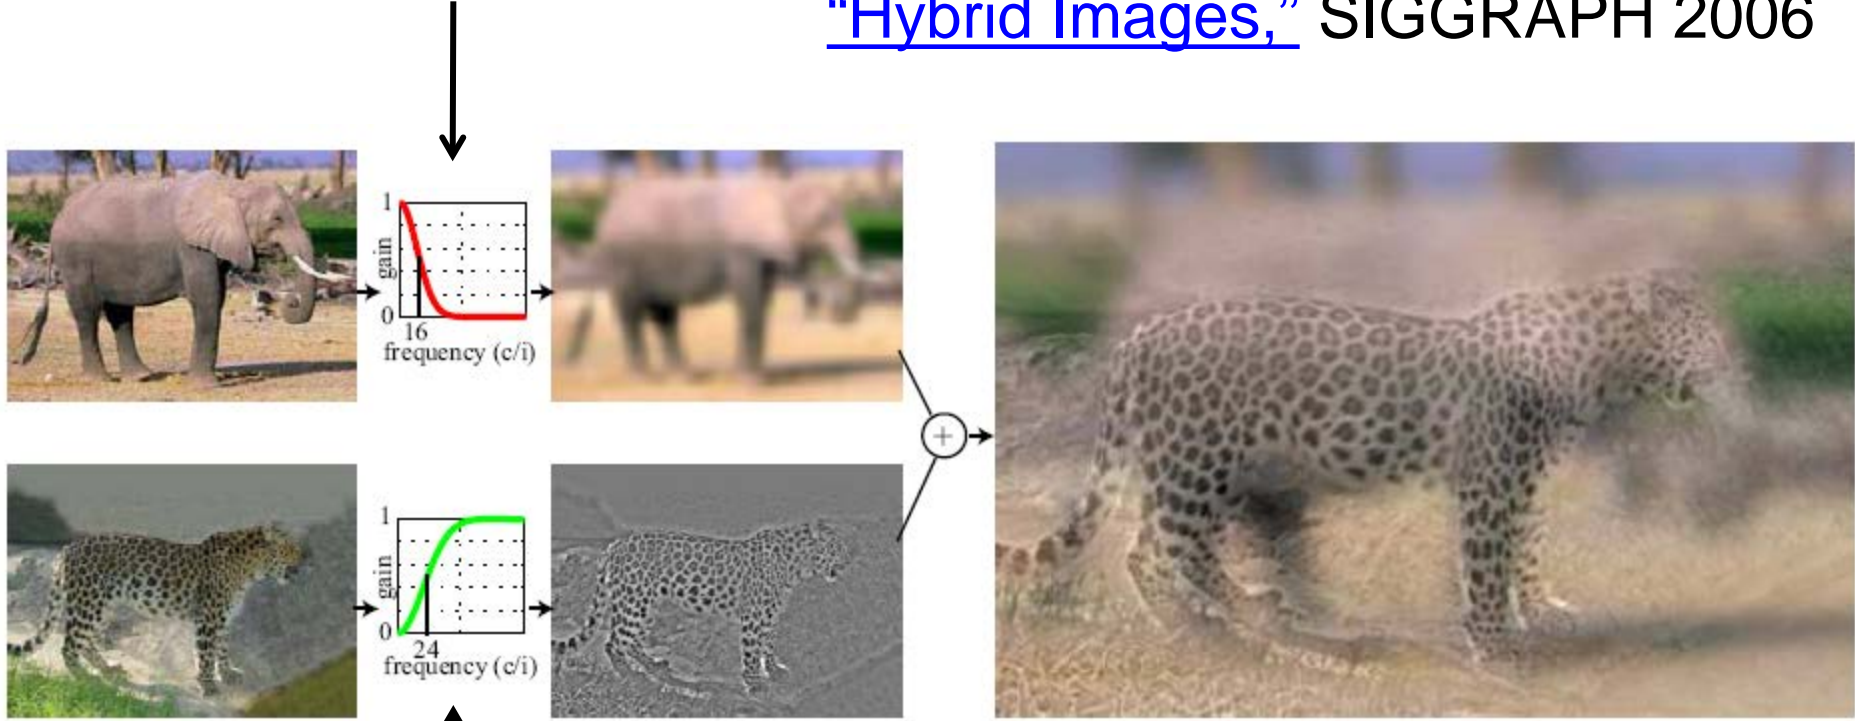 "Hybrid Images," SIGGRAPH 2006
1
gain
0
16
frequency (c/i)
+
1
gain
0
24
frequency (c/i)